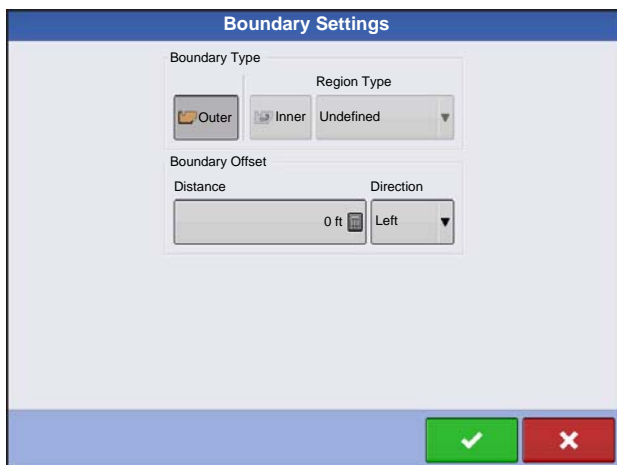 Boundary Settings
Boundary Type
Region Type
Outer
Inner
Undefined
Boundary Offset
Distance
Direction
0 ft
Left